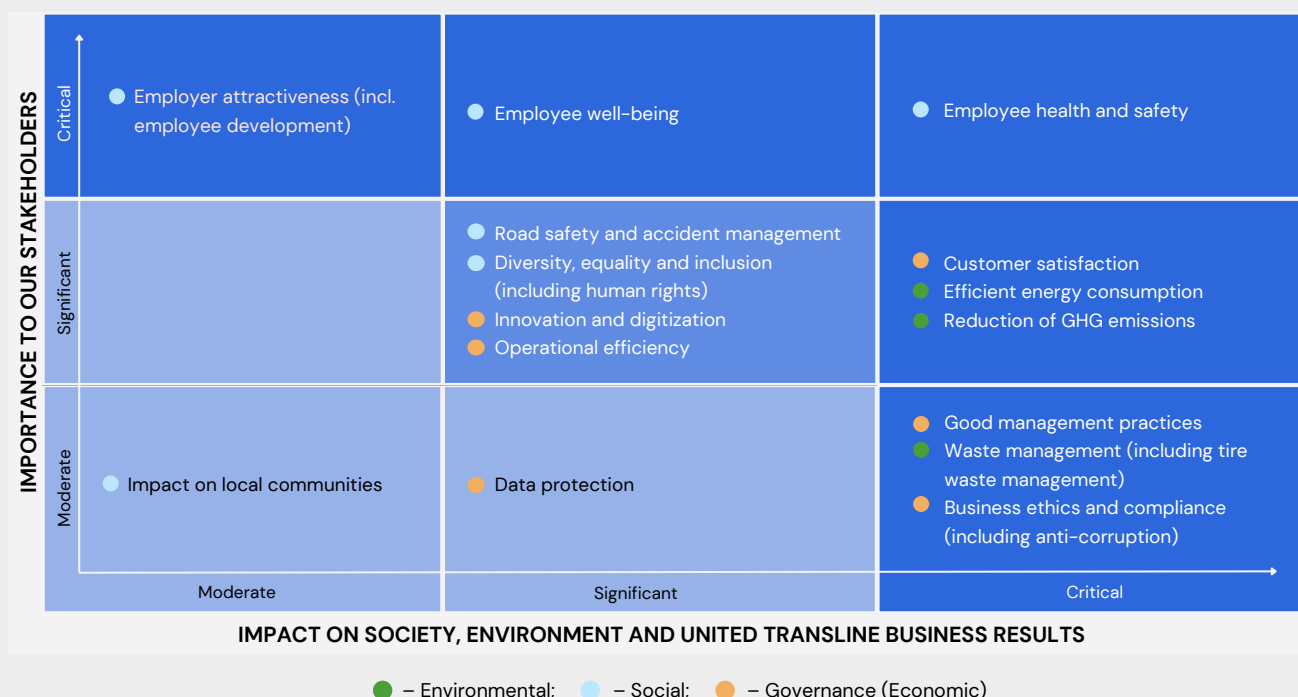 IMPORTANCE TO OUR STAKEHOLDERS
Critical
Employer attractiveness (incl.
employee development)
Employee well-being
Employee health and safety
Significant
Road safety and accident management
Diversity, equality and inclusion
(including human rights)
Innovation and digitization
Operational efficiency
Customer satisfaction
Efficient energy consumption
Reduction of GHG emissions
Moderate
Impact on local communities
Data protection
Good management practices
Waste management (including tire
waste management)
Business ethics and compliance
(including anti-corruption)
Moderate
Significant
Critical
IMPACT ON SOCIETY, ENVIRONMENT AND UNITED TRANSLINE BUSINESS RESULTS
– Environmental; – Social; – Governance (Economic)